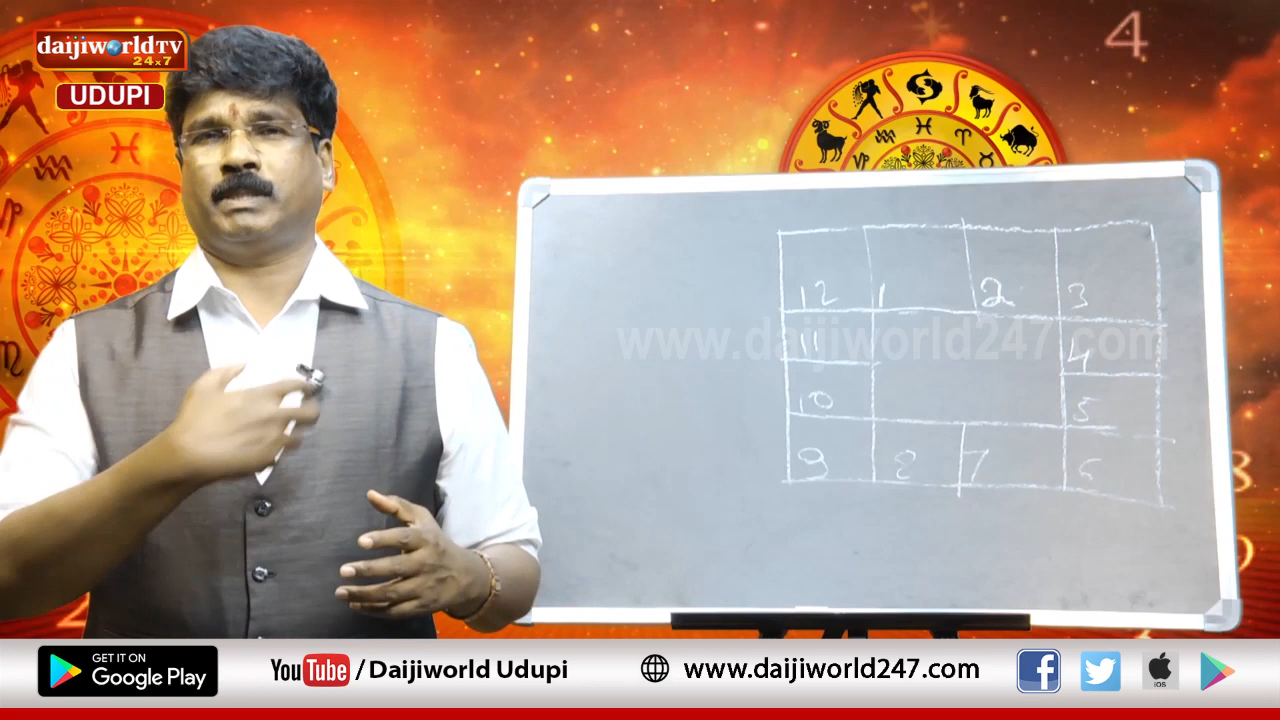 daijiworldTV
24x7
UDUPI
4
12 1 2 3
www.daijiworld247.com
11 4
10 5
9 8 7 6
GET IT ON
Google Play
YouTube / Daijiworld Udupi
www.daijiworld247.com
iOS